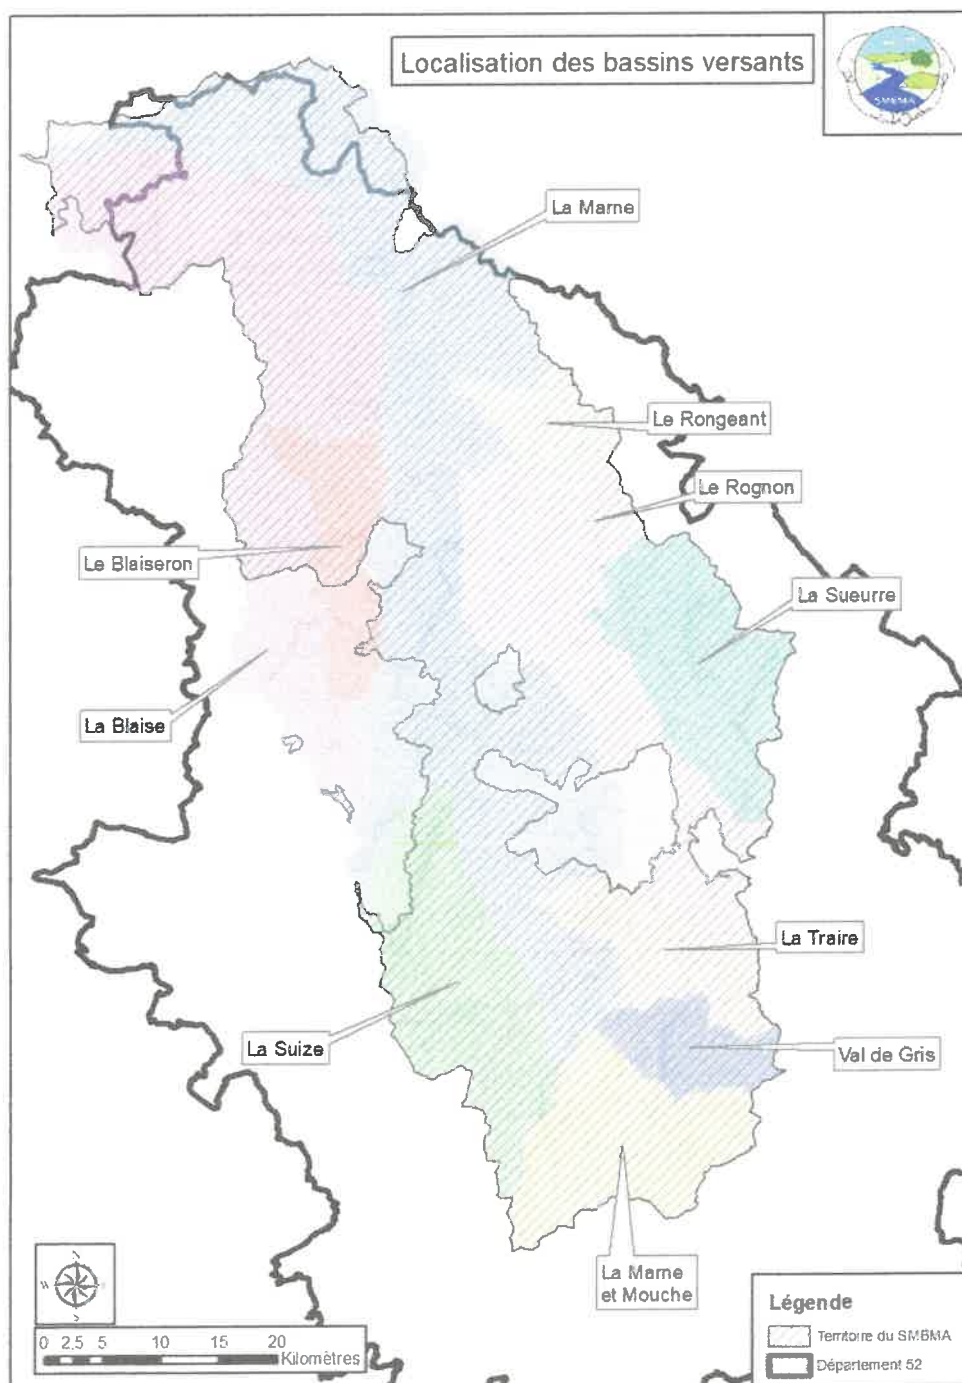 Localisation des bassins versants
SMBMA
La Marne
Le Rongeant
Le Rognon
Le Blaiseron
La Sueurre
La Blaise
La Traire
La Suize
Val de Gris
La Marne
et Mouche
N
W
S
0 2,5 5 10 15 20
Kilomètres
Légende
Territoire du SMBMA
Département 52